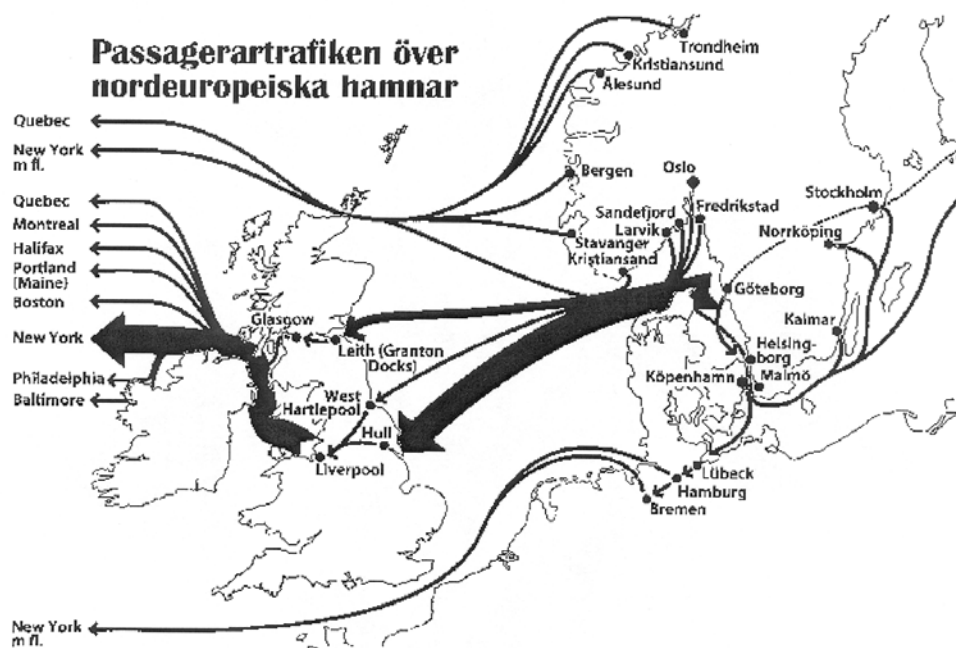 Passagerartrafiken över
nordeuropeiska hamnar
Quebec
New York
m fl.
Quebec
Montreal
Halifax
Portland
(Maine)
Boston
New York
Philadelphia
Baltimore
New York
m fl.
Trondheim
Kristiansund
Ålesund
Bergen
Oslo
Sandefjord
Larvik
Fredrikstad
Stavanger
Kristiansand
Stockholm
Norrköping
Göteborg
Kalmar
Helsing-
borg
Malmö
Köpenhamn
Glasgow
Leith (Granton
Docks)
West
Hartlepool
Hull
Liverpool
Lübeck
Hamburg
Bremen